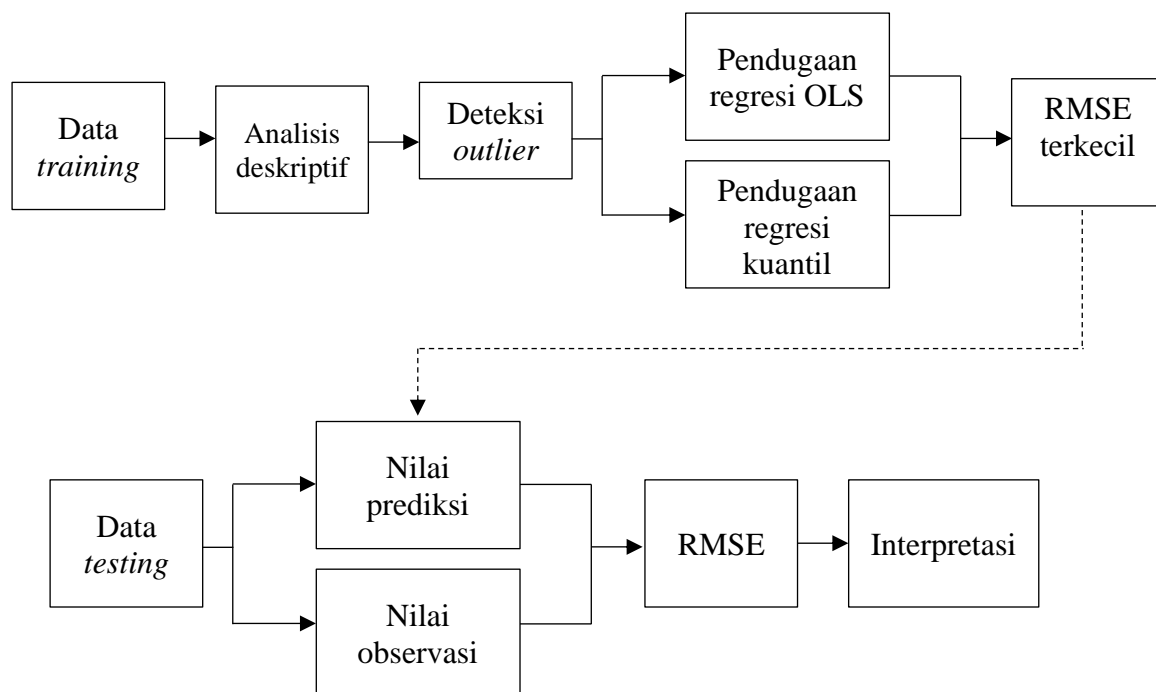 Data
training
Analisis
deskriptif
Deteksi
outlier
Pendugaan
regresi OLS
Pendugaan
regresi
kuantil
RMSE
terkecil
Data
testing
Nilai
prediksi
Nilai
observasi
RMSE
Interpretasi